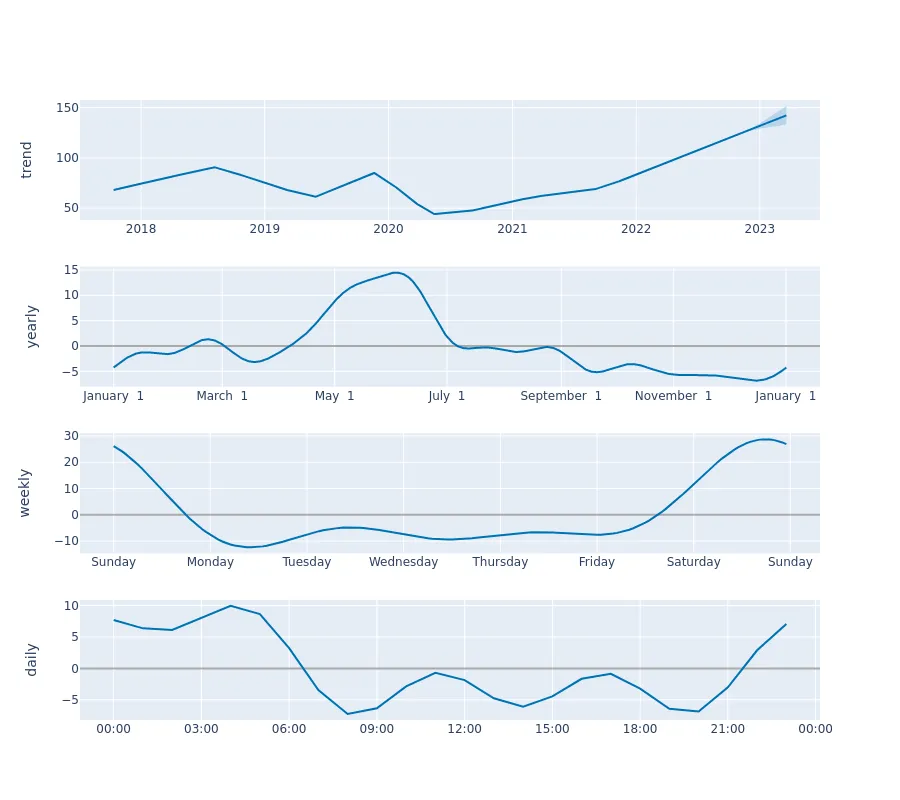 trend
150
100
50
2018 2019 2020 2021 2022 2023
yearly
15
10
5
0
−5
January 1 March 1 May 1 July 1 September 1 November 1 January 1
weekly
30
20
10
0
−10
Sunday Monday Tuesday Wednesday Thursday Friday Saturday Sunday
daily
10
5
0
−5
00:00 03:00 06:00 09:00 12:00 15:00 18:00 21:00 00:00